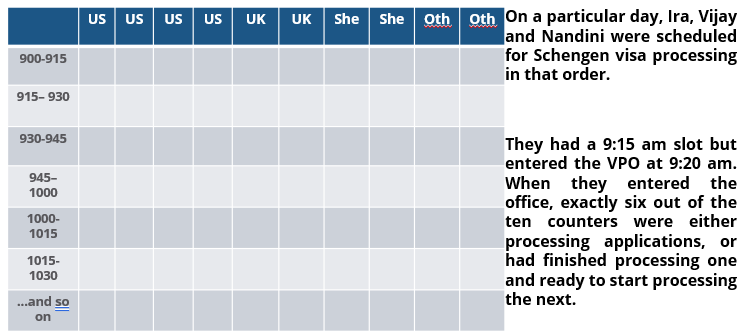 US US US US UK UK She She Oth Oth
900-915
915– 930
930-945
945–
1000
1000-
1015
1015-
1030
...and so
on
On a particular day, Ira, Vijay
and Nandini were scheduled
for Schengen visa processing
in that order.
They had a 9:15 am slot but
entered the VPO at 9:20 am.
When they entered the
office, exactly six out of the
ten counters were either
processing applications, or
had finished processing one
and ready to start processing
the next.